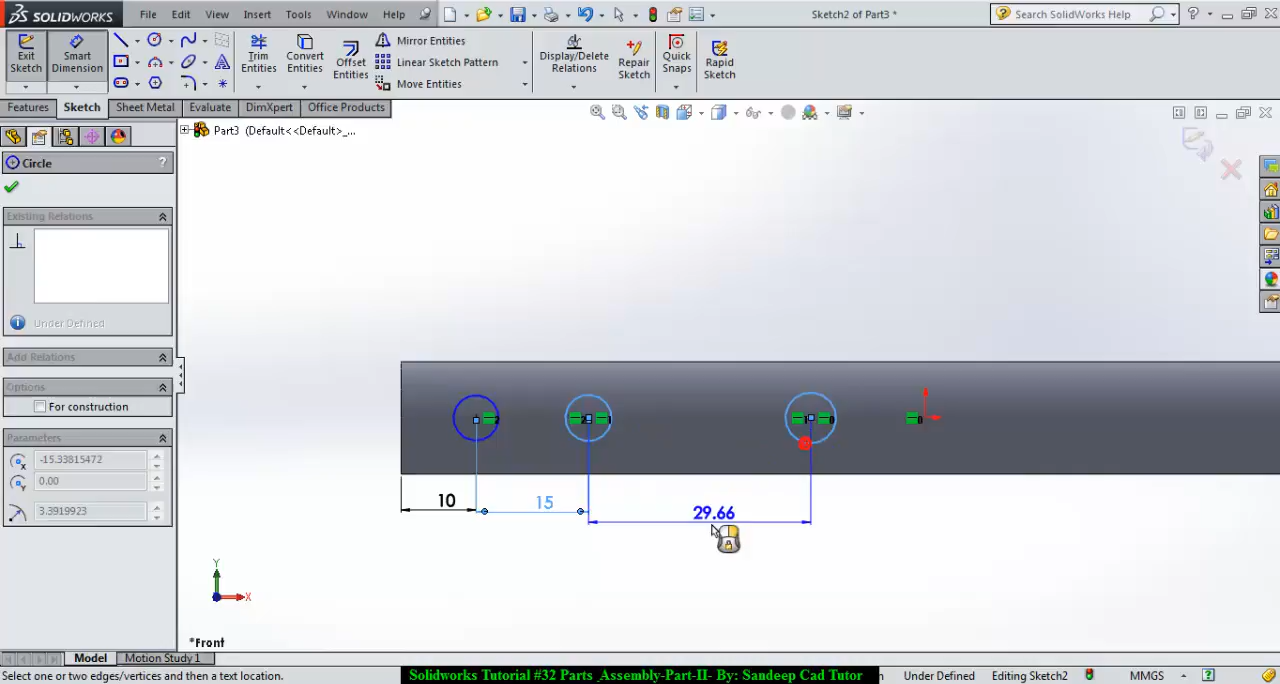 SOLIDWORKS File Edit View Insert Tools Window Help Sketch2 of Part3 * Search SolidWorks Help
Exit Sketch
Smart Dimension
Trim Entities
Convert Entities
Offset Entities
Mirror Entities
Linear Sketch Pattern
Move Entities
Display/Delete Relations
Repair Sketch
Quick Snaps
Rapid Sketch
Features Sketch Sheet Metal Evaluate DimXpert Office Products
Part3 (Default<<Default>_...
Circle ?
Existing Relations
Under Defined
Add Relations
Options
For construction
Parameters
-15.33815472
0.00
3.3919923
10 15 29.66
Y
X
*Front
Model Motion Study 1
Select one or two edges/vertices and then a text location. Solidworks Tutorial #32 Parts Assembly-Part-II- By: Sandeep Cad Tutor Under Defined Editing Sketch2 MMGS